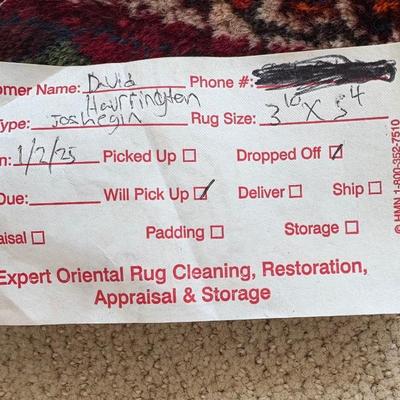 omer Name: David Phone #:
Haurrington
Type: Joshegin Rug Size: 3 10 X 5 4
n: 1/2/25 Picked Up Dropped Off
Due: Will Pick Up Deliver Ship
aisal Padding Storage
Expert Oriental Rug Cleaning, Restoration,
Appraisal & Storage
© HMN 1-800-352-7510